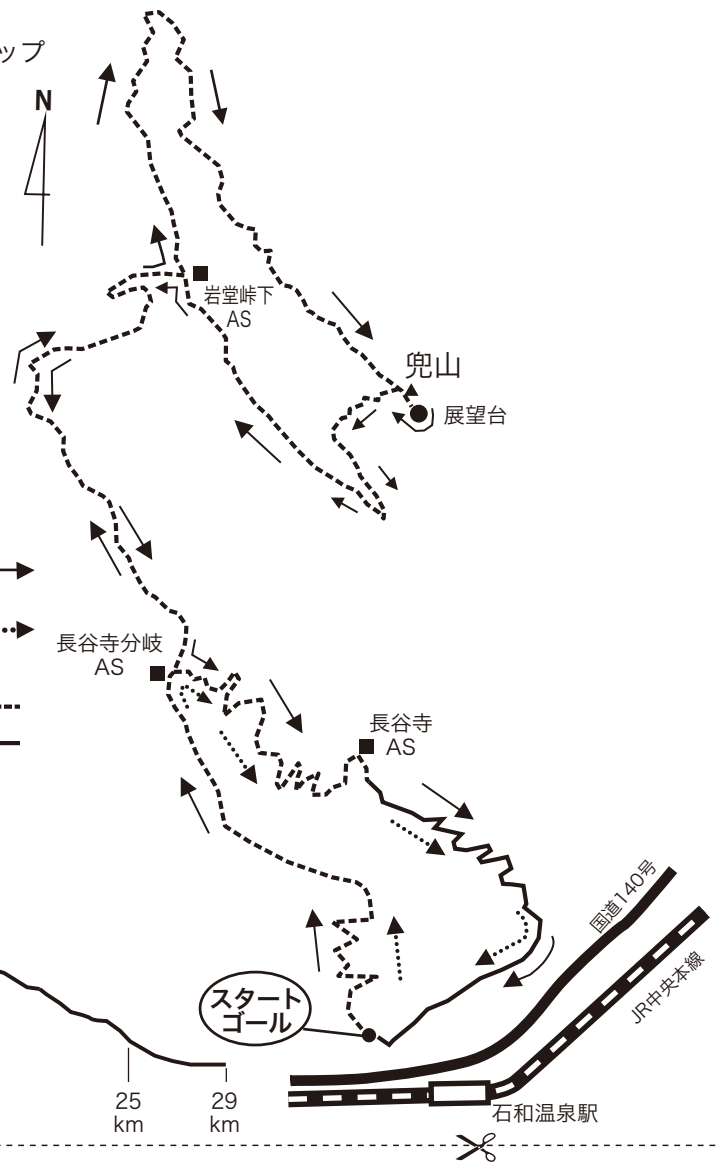 ップ
N
岩堂峠下
AS
兜山
展望台
長谷寺分岐
AS
長谷寺
AS
国道140号
JR中央本線
スタート
ゴール
25
km
29
km
石和温泉駅